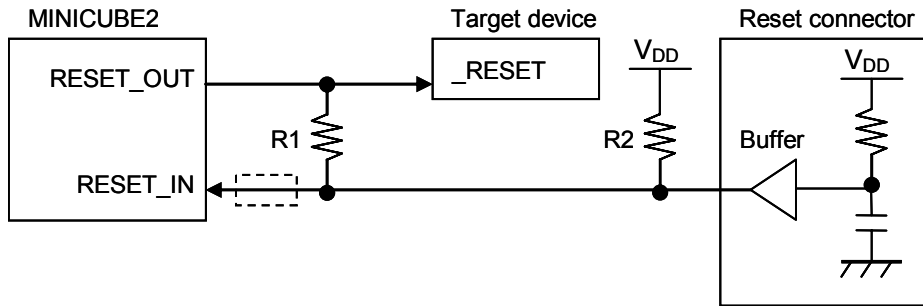 MINICUBE2
Target device
Reset connector
RESET_OUT
_RESET
VDD
VDD
R1
R2
Buffer
RESET_IN